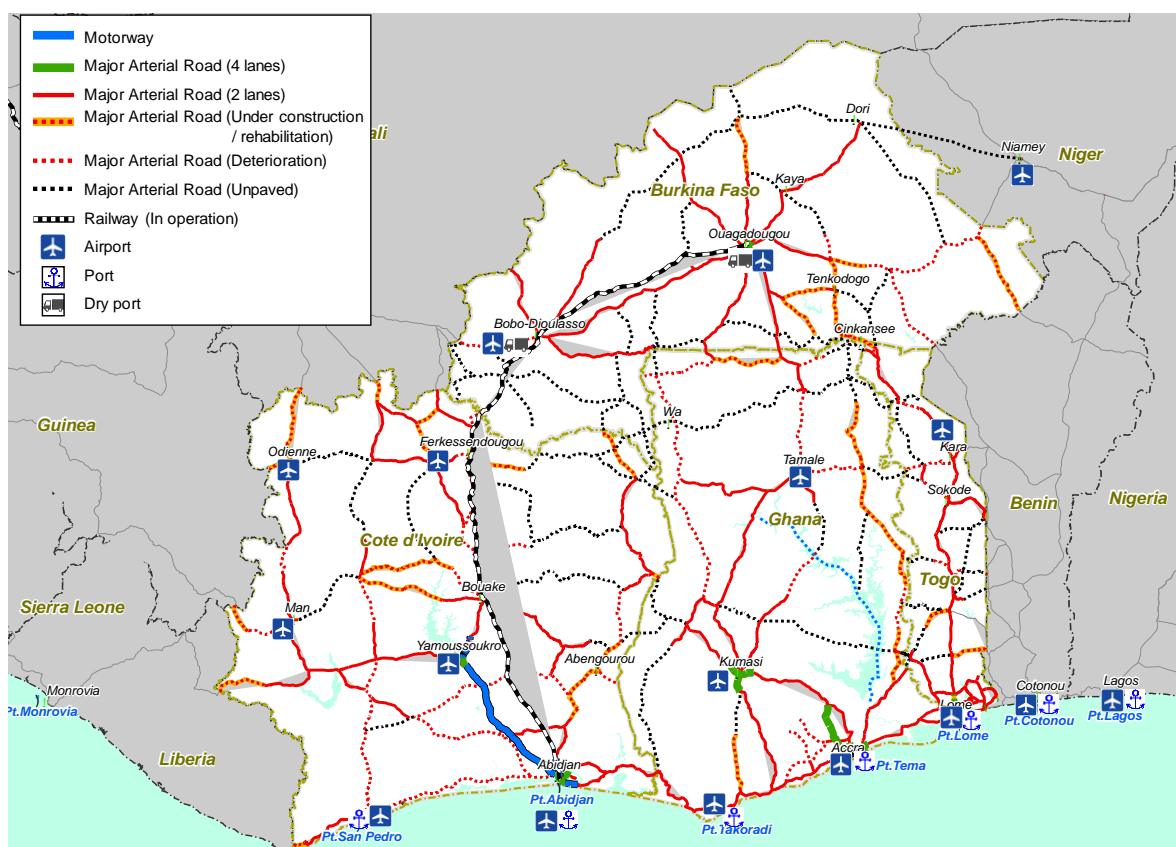 Motorway
Major Arterial Road (4 lanes)
Major Arterial Road (2 lanes)
Major Arterial Road (Under construction
/ rehabilitation)
Major Arterial Road (Deterioration)
Major Arterial Road (Unpaved)
Railway (In operation)
Airport
Port
Dry port
ali
Dori
Niamey
Niger
Kaya
Burkina Faso
Ouagadougou
Tenkodogo
Bobo-Dioulasso
Cinkansee
Guinea
Wa
Ferkessendougou
Odienne
Kara
Tamale
Sokode
Benin
Nigeria
Ghana
Cote d'Ivoire
Togo
Bouake
Sierra Leone
Man
Yamoussoukro
Abengourou
Kumasi
Monrovia
Pt.Monrovia
Cotonou
Lagos
Lome
Pt.Cotonou
Pt.Lagos
Pt.Lome
Liberia
Accra
Abidjan
Pt.Tema
Pt.Abidjan
Pt.Takoradi
Pt.San Pedro